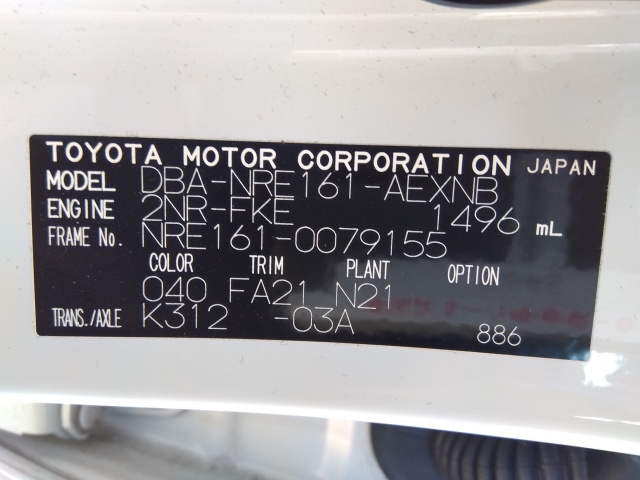 TOYOTA MOTOR CORPORATION JAPAN
MODEL DBA-NRE161-AEXNB
ENGINE 2NR-FKE 1496 mL
FRAME No. NRE161-0079155
COLOR TRIM PLANT OPTION
040 FA21 N21
TRANS./AXLE K312 -03A
886